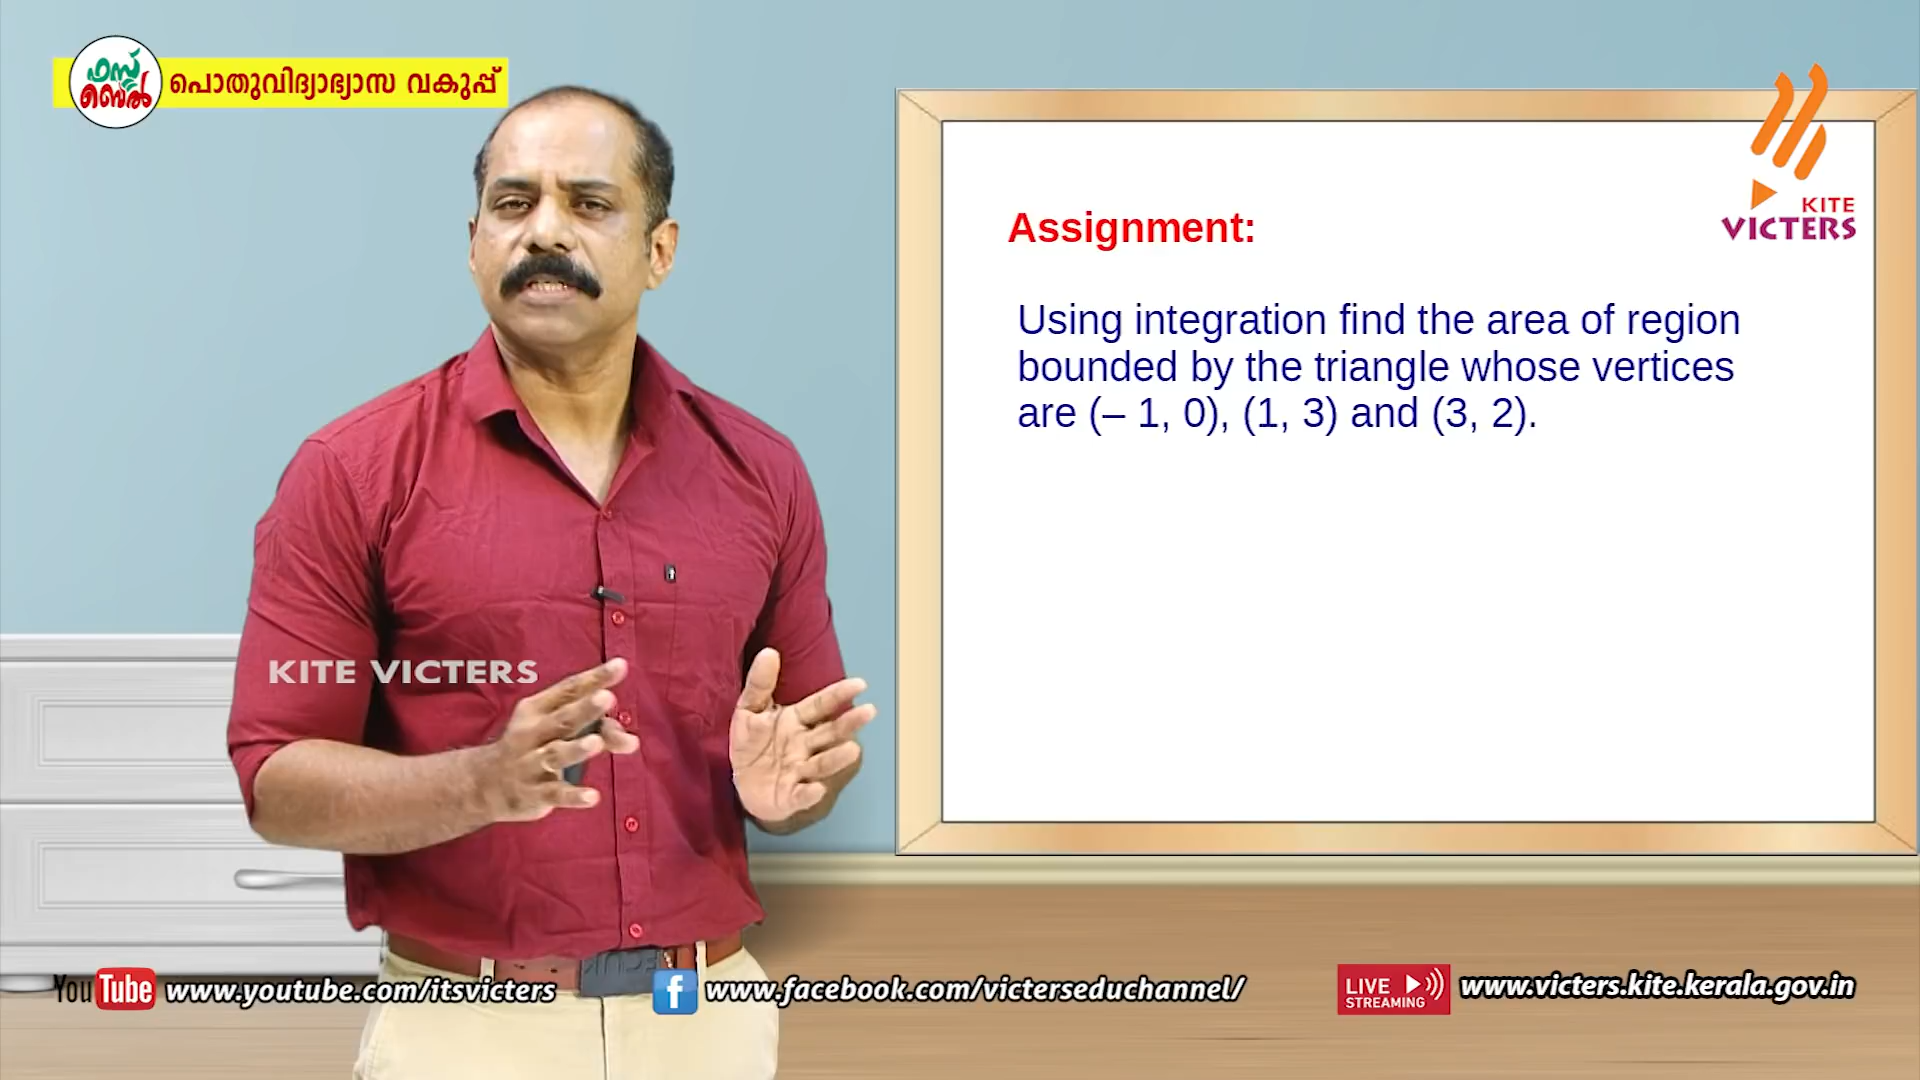 ഫസ്റ്റ്
ബെൽ
പൊതുവിദ്യാഭ്യാസ വകുപ്പ്
KITE
VICTERS
Assignment:
Using integration find the area of region
bounded by the triangle whose vertices
are (– 1, 0), (1, 3) and (3, 2).
KITE VICTERS
YouTube www.youtube.com/itsvicters
f www.facebook.com/victerseduchannel/
LIVE
STREAMING
www.victers.kite.kerala.gov.in